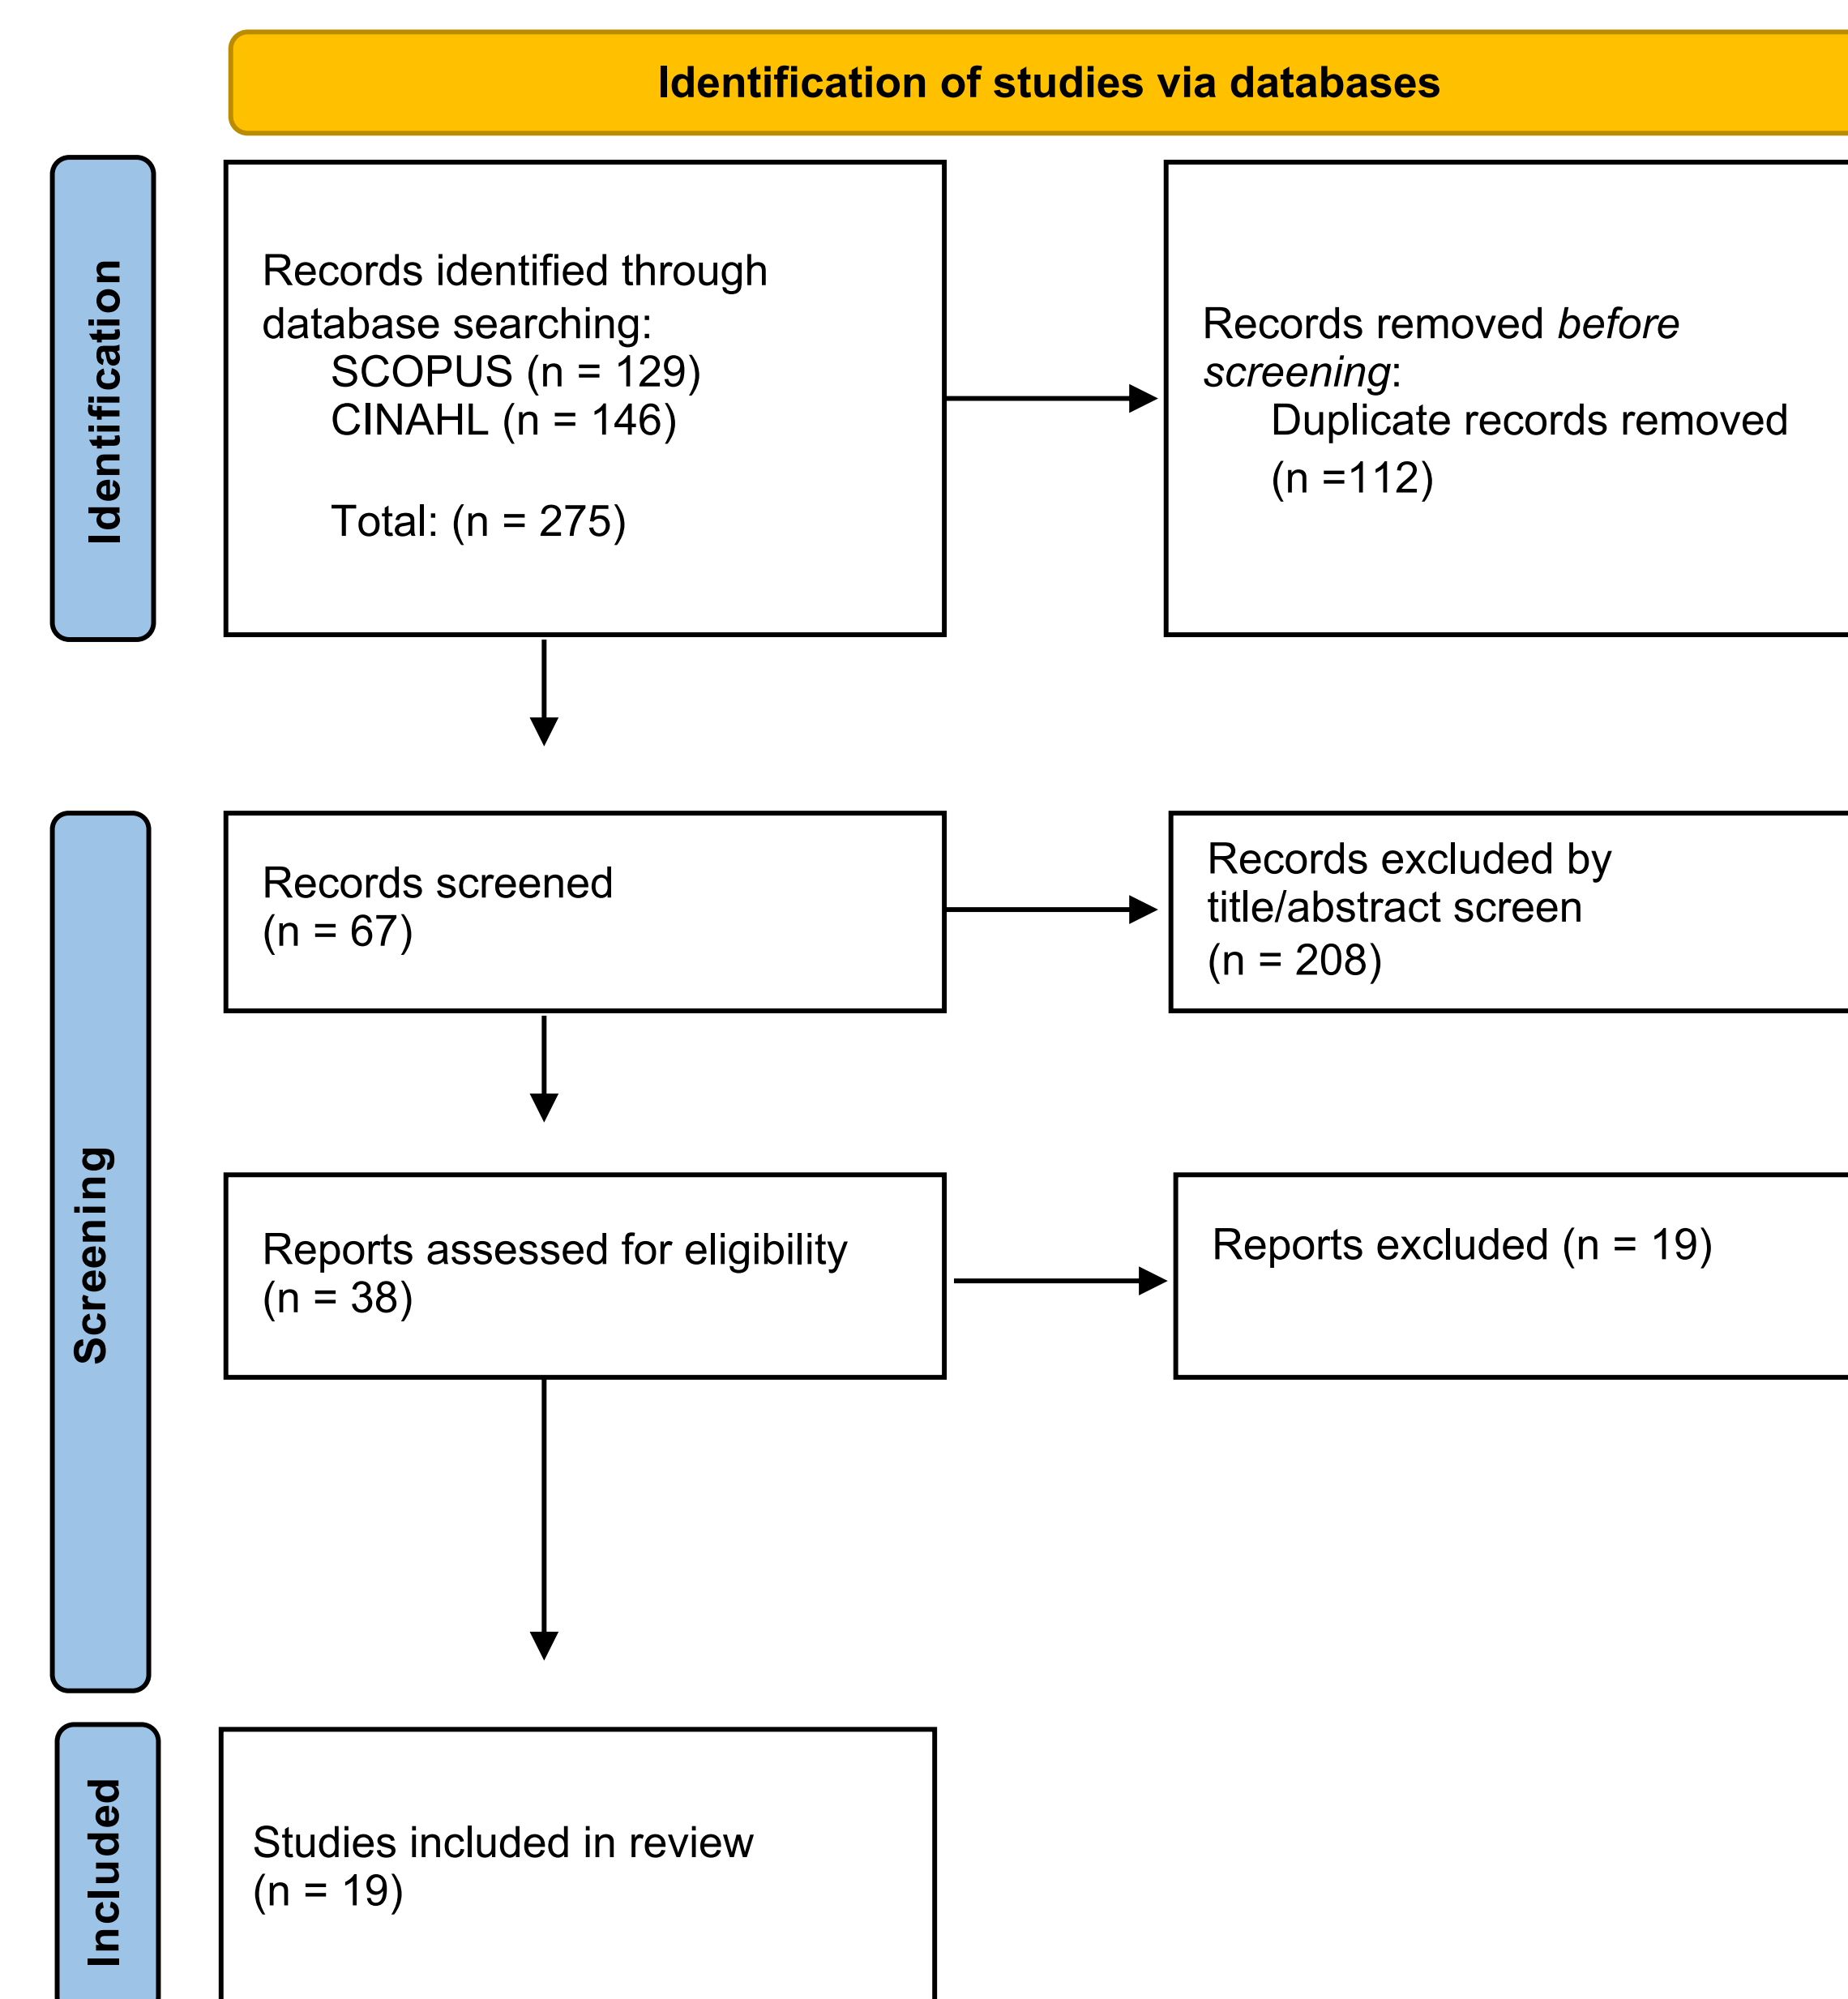 Identification of studies via databases
Identification
Records identified through
database searching:
SCOPUS (n = 129)
CINAHL (n = 146)
Total: (n = 275)
Records removed before
screening:
Duplicate records removed
(n =112)
Screening
Records screened
(n = 67)
Records excluded by
title/abstract screen
(n = 208)
Reports assessed for eligibility
(n = 38)
Reports excluded (n = 19)
Included
Studies included in review
(n = 19)